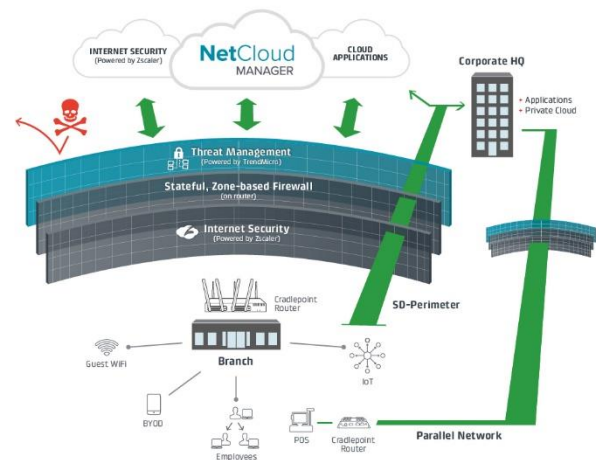 INTERNET SECURITY
(Powered by Zscaler)
NetCloud
MANAGER
CLOUD
APPLICATIONS
Corporate HQ
+ Applications
+ Private Cloud
Threat Management
(Powered by TrendMicro)
Stateful, Zone-based Firewall
(on router)
Internet Security
(Powered by Zscaler)
Cradlepoint
Router
SD-Perimeter
Guest WiFi
Branch
IoT
BYOD
Employees
POS
Cradlepoint
Router
Parallel Network